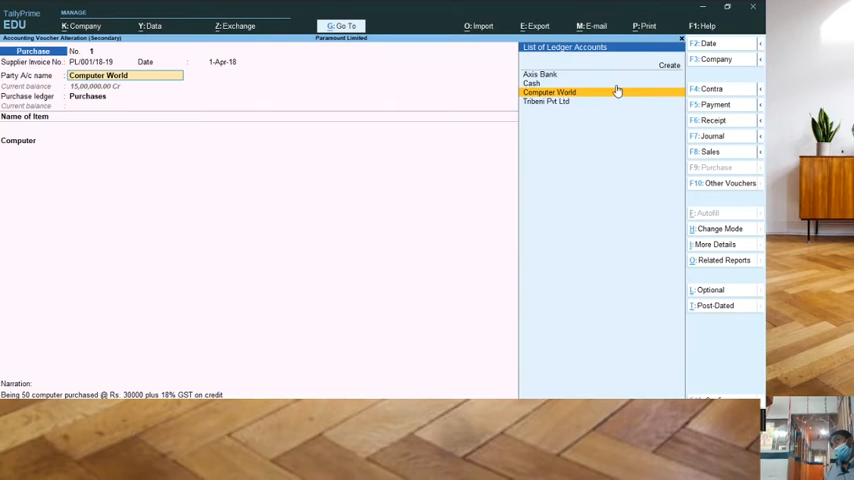 TallyPrime MANAGE
EDU K: Company Y: Data Z: Exchange G: Go To O: Import E: Export M: E-mail P: Print F1: Help
Accounting Voucher Alteration (Secondary) Paramount Limited
Purchase No. 1
Supplier Invoice No.: PL/001/18-19 Date : 1-Apr-18
Party A/c name : Computer World
Current balance : 15,00,000.00 Cr
Purchase ledger : Purchases
Current balance :
Name of Item
Computer
Narration:
Being 50 computer purchased @ Rs. 30000 plus 18% GST on credit
List of Ledger Accounts
Create
Axis Bank
Cash
Computer World
Tribeni Pvt Ltd
F2: Date
F3: Company
F4: Contra
F5: Payment
F6: Receipt
F7: Journal
F8: Sales
F9: Purchase
F10: Other Vouchers
F: Autofill
H: Change Mode
I: More Details
O: Related Reports
L: Optional
T: Post-Dated